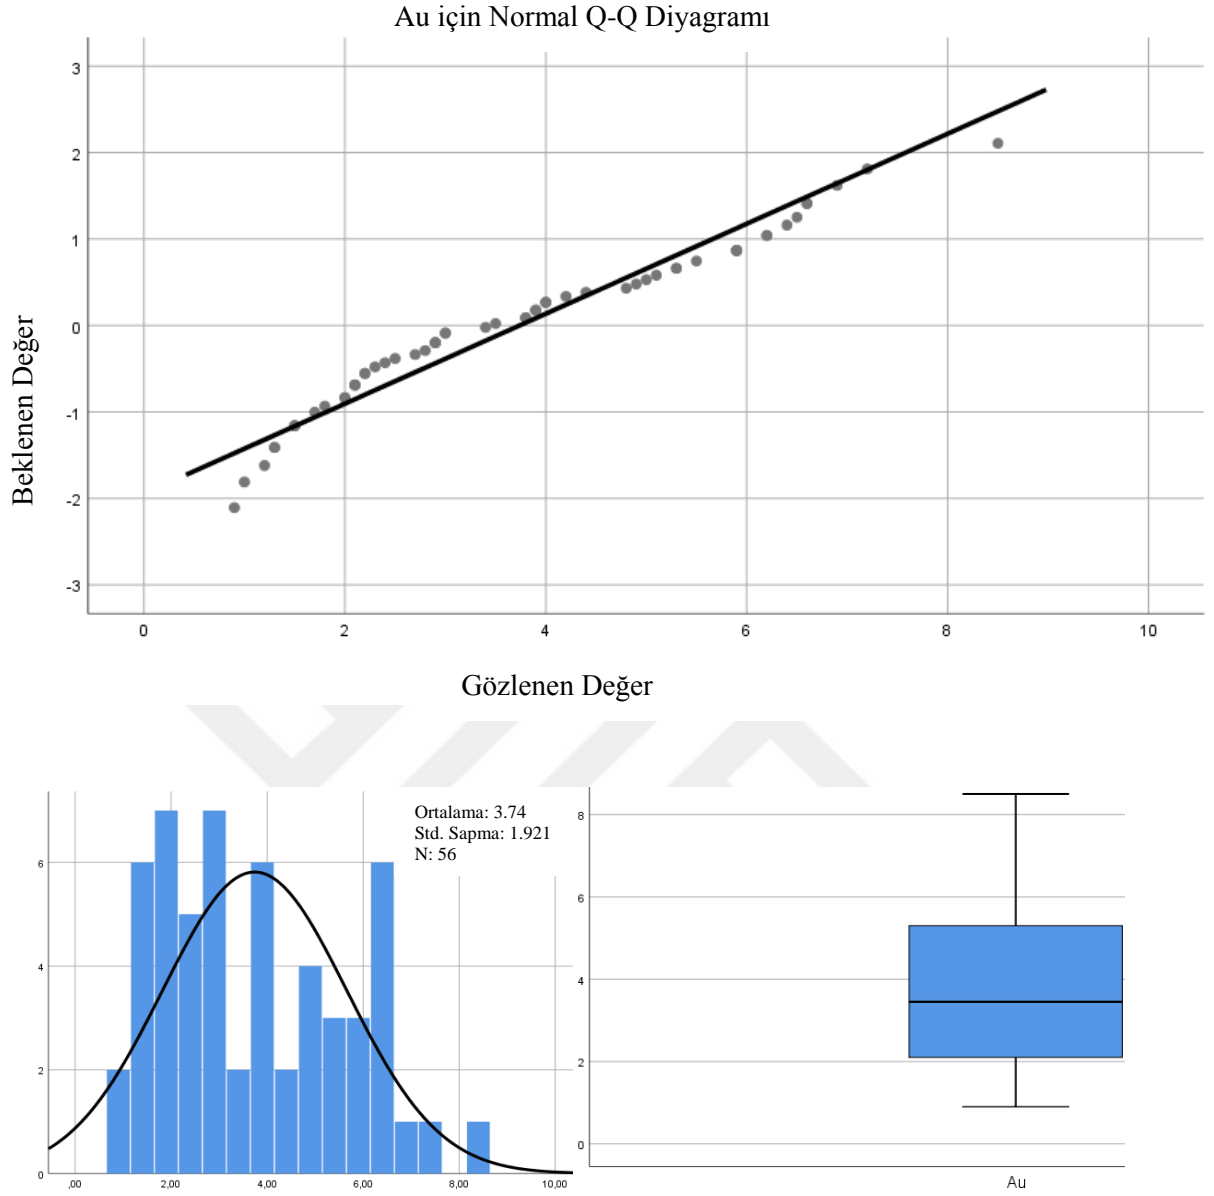 Au için Normal Q-Q Diyagramı
3
2
1
0
-1
-2
-3
Beklenen Değer
0 2 4 6 8 10
Gözlenen Değer
Ortalama: 3.74
Std. Sapma: 1.921
N: 56
6
4
2
0
,00 2,00 4,00 6,00 8,00 10,00
8
6
4
2
0
Au